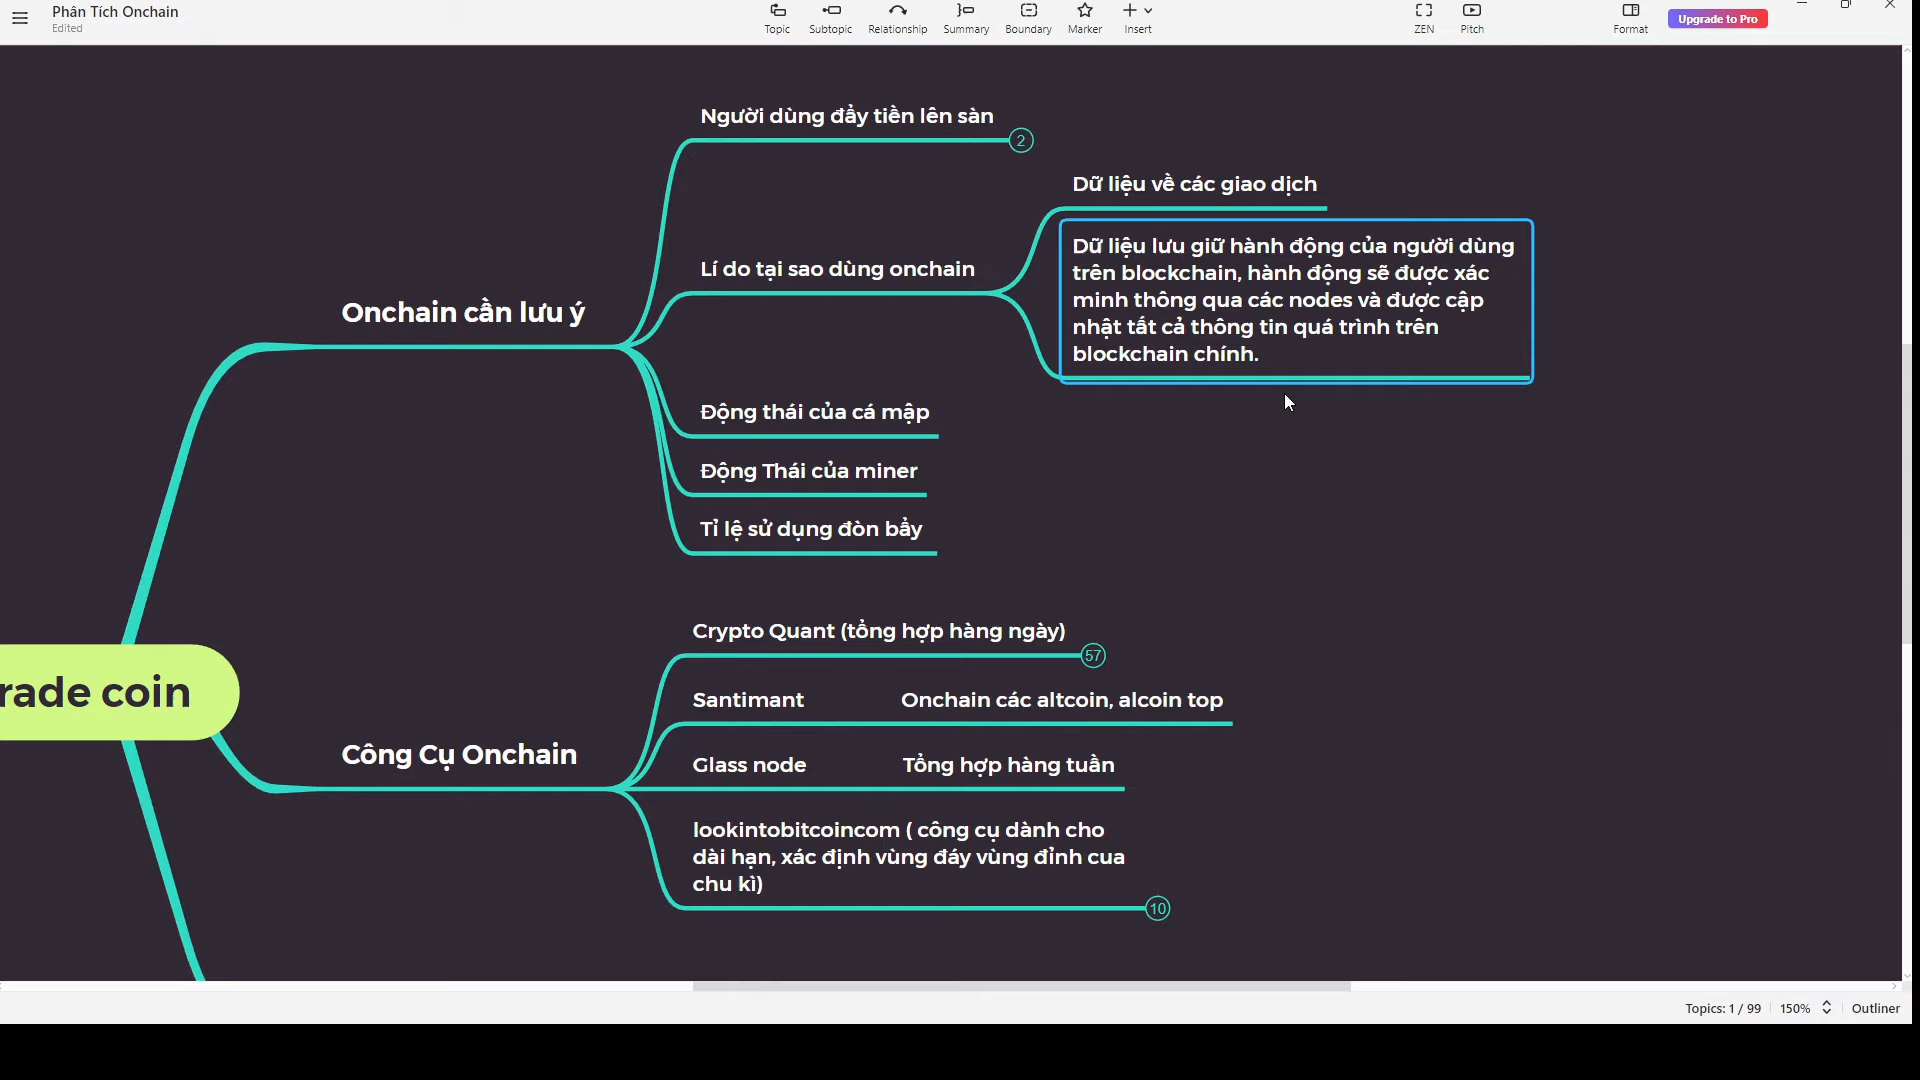 Phân Tích Onchain
Edited
Topic
Subtopic
Relationship
Summary
Boundary
Marker
Insert
ZEN
Pitch
Format
Upgrade to Pro
Người dùng đẩy tiền lên sàn
2
Dữ liệu về các giao dịch
Lí do tại sao dùng onchain
Dữ liệu lưu giữ hành động của người dùng
trên blockchain, hành động sẽ được xác
minh thông qua các nodes và được cập
nhật tất cả thông tin quá trình trên
blockchain chính.
Onchain cần lưu ý
Động thái của cá mập
Động Thái của miner
Tỉ lệ sử dụng đòn bẩy
rade coin
Công Cụ Onchain
Crypto Quant (tổng hợp hàng ngày)
57
Santimant
Onchain các altcoin, alcoin top
Glass node
Tổng hợp hàng tuần
lookintobitcoincom ( công cụ dành cho
dài hạn, xác định vùng đáy vùng đỉnh cua
chu kì)
10
Topics: 1 / 99
150%
Outliner